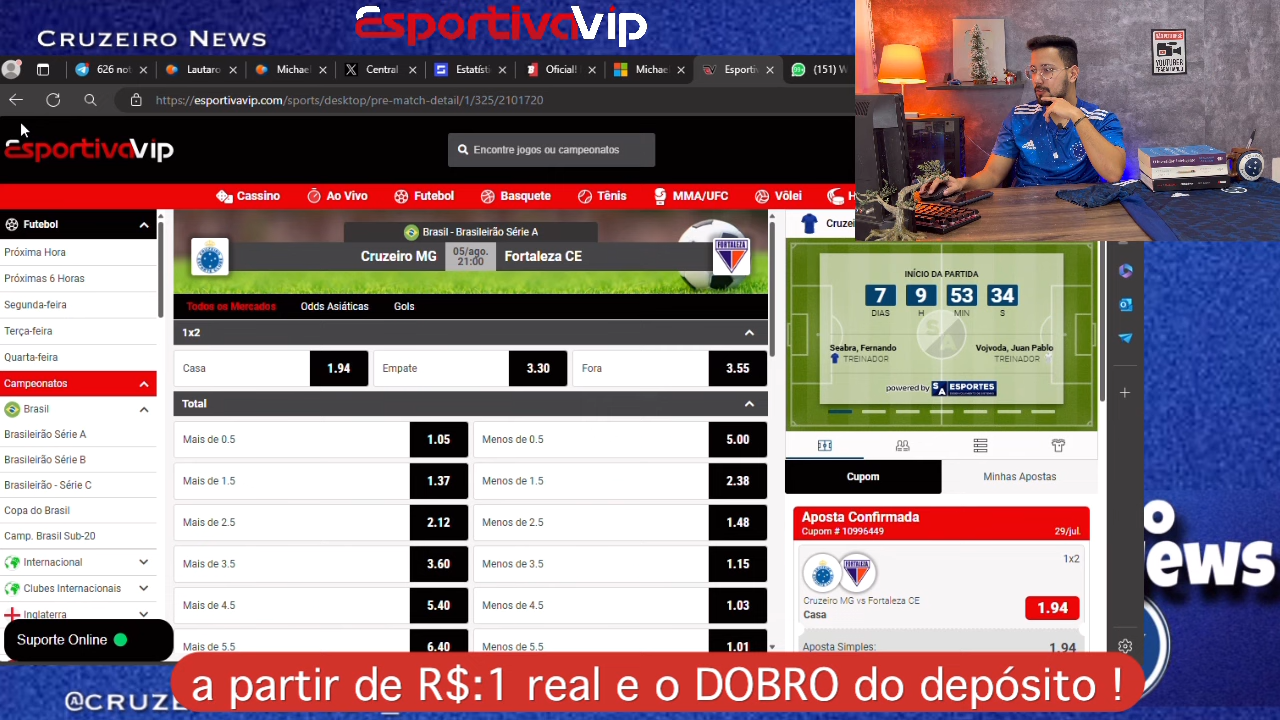 CRUZEIRO NEWS
EsportivaVip
626 not
Lautaro
Michae
Central
Estatís
Oficial!
Michae
Esporti
(151) W
https://esportivavip.com/sports/desktop/pre-match-detail/1/325/2101720
EsportivaVip
Encontre jogos ou campeonatos
Cassino
Ao Vivo
Futebol
Basquete
Tênis
MMA/UFC
Vôlei
H
Futebol
Próxima Hora
Próximas 6 Horas
Segunda-feira
Terça-feira
Quarta-feira
Campeonatos
Brasil
Brasileirão Série A
Brasileirão Série B
Brasileirão - Série C
Copa do Brasil
Camp. Brasil Sub-20
Internacional
Clubes Internacionais
Inglaterra
Suporte Online
Brasil - Brasileirão Série A
Cruzeiro MG
05/ago.
21:00
Fortaleza CE
FORTALEZA
Todos os Mercados
Odds Asiáticas
Gols
1x2
Casa 1.94
Empate 3.30
Fora 3.55
Total
Mais de 0.5 1.05
Menos de 0.5 5.00
Mais de 1.5 1.37
Menos de 1.5 2.38
Mais de 2.5 2.12
Menos de 2.5 1.48
Mais de 3.5 3.60
Menos de 3.5 1.15
Mais de 4.5 5.40
Menos de 4.5 1.03
Mais de 5.5 6.40
Menos de 5.5 1.01
Cruzei
INÍCIO DA PARTIDA
7 9 53 34
DIAS H MIN S
Seabra, Fernando
TREINADOR
Vojvoda, Juan Pablo
TREINADOR
powered by SA ESPORTES
Cupom
Minhas Apostas
Aposta Confirmada
Cupom # 10996449
29/jul.
1x2
Cruzeiro MG vs Fortaleza CE
Casa
1.94
Aposta Simples:
1.94
o
ews
a partir de R$:1 real e o DOBRO do depósito !
@CRUZE